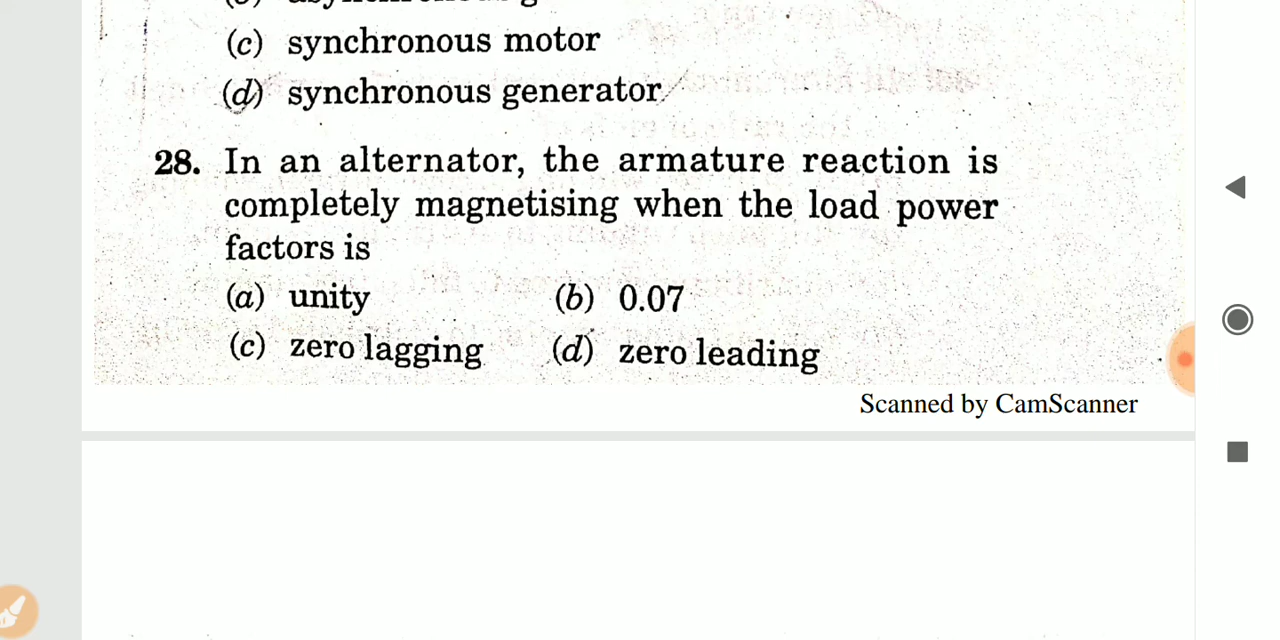 (c) synchronous motor
(d) synchronous generator
28. In an alternator, the armature reaction is
completely magnetising when the load power
factors is
(a) unity (b) 0.07
(c) zero lagging (d) zero leading
Scanned by CamScanner